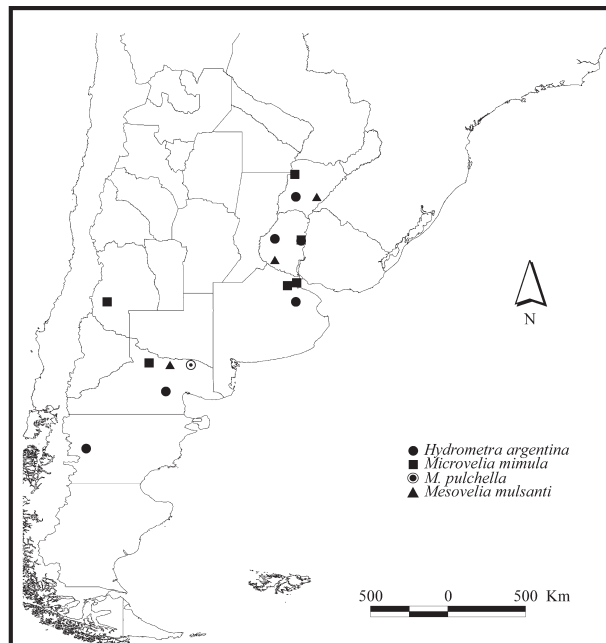 N
Hydrometra argentina
Microvelia mimula
M. pulchella
Mesovelia mulsanti
500 0 500 Km